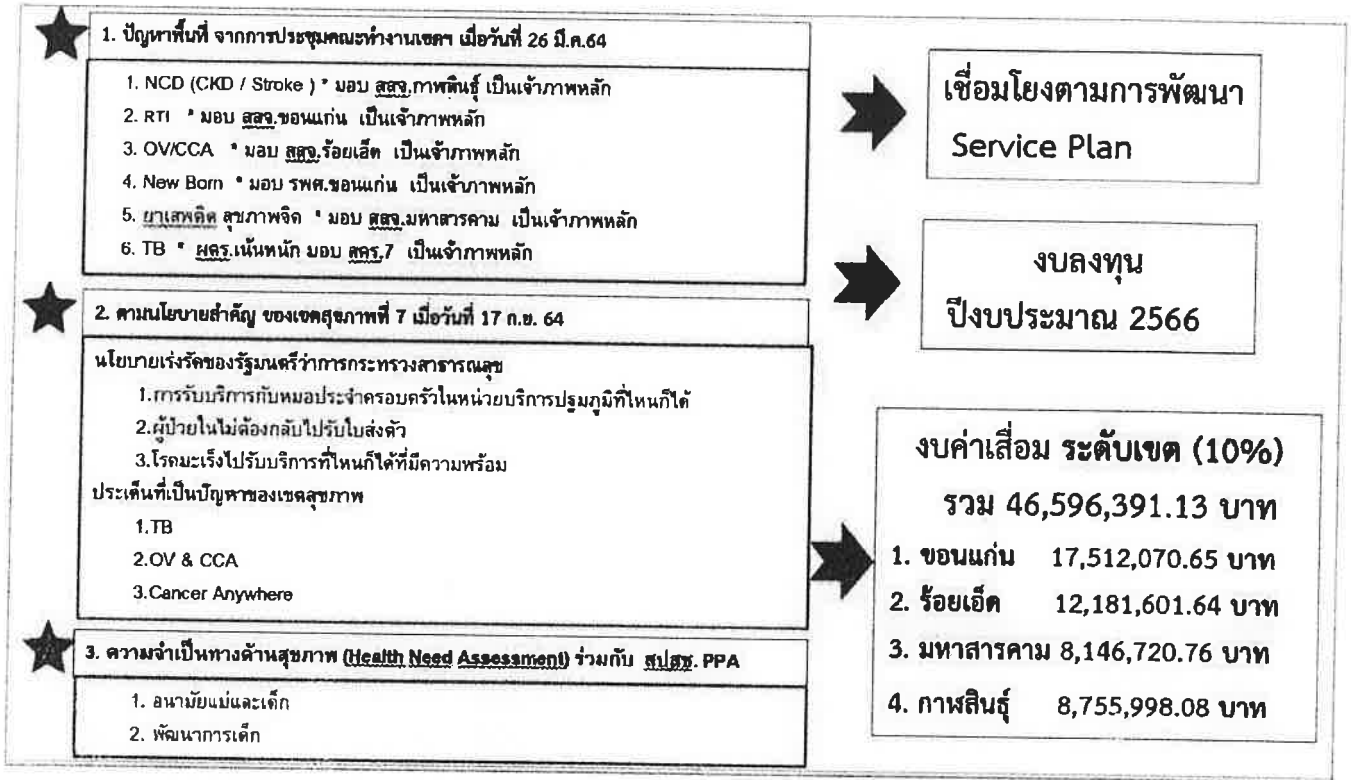 1. ปัญหาพื้นที่ จากการประชุมคณะทำงานเขตฯ เมื่อวันที่ 26 มี.ค.64
1. NCD (CKD / Stroke ) * มอบ สสจ.กาฬสินธุ์ เป็นเจ้าภาพหลัก
2. RTI * มอบ สสจ.ขอนแก่น เป็นเจ้าภาพหลัก
3. OV/CCA * มอบ สสจ.ร้อยเอ็ด เป็นเจ้าภาพหลัก
4. New Born * มอบ รพศ.ขอนแก่น เป็นเจ้าภาพหลัก
5. ยาเสพติด สุขภาพจิต * มอบ สสจ.มหาสารคาม เป็นเจ้าภาพหลัก
6. TB * ผตร.เน้นหนัก มอบ สคร.7 เป็นเจ้าภาพหลัก
2. ตามนโยบายสำคัญ ของเขตสุขภาพที่ 7 เมื่อวันที่ 17 ก.ย. 64
นโยบายเร่งรัดของรัฐมนตรีว่าการกระทรวงสาธารณสุข
1.การรับบริการกับหมอประจำครอบครัวในหน่วยบริการปฐมภูมิที่ไหนก็ได้
2.ผู้ป่วยในไม่ต้องกลับไปรับใบส่งตัว
3.โรคมะเร็งไปรับบริการที่ไหนก็ได้ที่มีความพร้อม
ประเด็นที่เป็นปัญหาของเขตสุขภาพ
1.TB
2.OV & CCA
3.Cancer Anywhere
3. ความจำเป็นทางด้านสุขภาพ (Health Need Assessment) ร่วมกับ สปสช. PPA
1. อนามัยแม่และเด็ก
2. พัฒนาการเด็ก
เชื่อมโยงตามการพัฒนา
Service Plan
งบลงทุน
ปีงบประมาณ 2566
งบค่าเสื่อม ระดับเขต (10%)
รวม 46,596,391.13 บาท
1. ขอนแก่น 17,512,070.65 บาท
2. ร้อยเอ็ด 12,181,601.64 บาท
3. มหาสารคาม 8,146,720.76 บาท
4. กาฬสินธุ์ 8,755,998.08 บาท